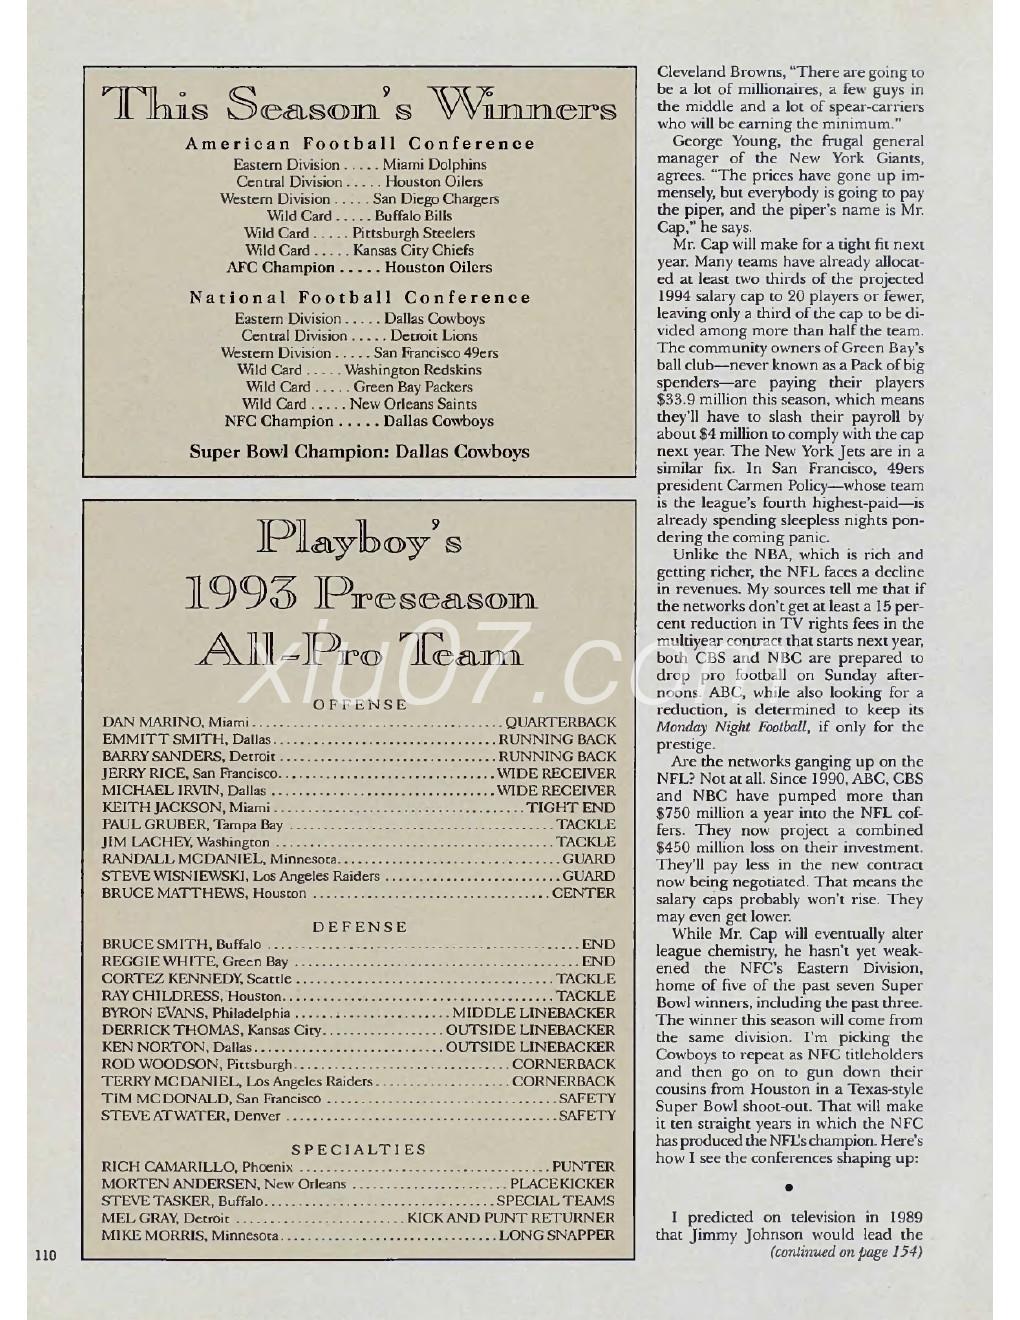 This Season's Winners
American Football Conference
Eastern Division ..... Miami Dolphins
Central Division ..... Houston Oilers
Western Division ..... San Diego Chargers
Wild Card ..... Buffalo Bills
Wild Card ..... Pittsburgh Steelers
Wild Card ..... Kansas City Chiefs
AFC Champion ..... Houston Oilers
National Football Conference
Eastern Division ..... Dallas Cowboys
Central Division ..... Detroit Lions
Western Division ..... San Francisco 49ers
Wild Card ..... Washington Redskins
Wild Card ..... Green Bay Packers
Wild Card ..... New Orleans Saints
NFC Champion ..... Dallas Cowboys
Super Bowl Champion: Dallas Cowboys
Playboy's
1993 Preseason
All-Pro Team
OFFENSE
DAN MARINO, Miami ..... QUARTERBACK
EMMITT SMITH, Dallas ..... RUNNING BACK
BARRY SANDERS, Detroit ..... RUNNING BACK
JERRY RICE, San Francisco ..... WIDE RECEIVER
MICHAEL IRVIN, Dallas ..... WIDE RECEIVER
KEITH JACKSON, Miami ..... TIGHT END
PAUL GRUBER, Tampa Bay ..... TACKLE
JIM LACHEY, Washington ..... TACKLE
RANDALL MCDANIEL, Minnesota ..... GUARD
STEVE WISNIEWSKI, Los Angeles Raiders ..... GUARD
BRUCE MATTHEWS, Houston ..... CENTER
DEFENSE
BRUCE SMITH, Buffalo ..... END
REGGIE WHITE, Green Bay ..... END
CORTEZ KENNEDY, Seattle ..... TACKLE
RAY CHILDRESS, Houston ..... TACKLE
BYRON EVANS, Philadelphia ..... MIDDLE LINEBACKER
DERRICK THOMAS, Kansas City ..... OUTSIDE LINEBACKER
KEN NORTON, Dallas ..... OUTSIDE LINEBACKER
ROD WOODSON, Pittsburgh ..... CORNERBACK
TERRY MCDANIEL, Los Angeles Raiders ..... CORNERBACK
TIM MCDONALD, San Francisco ..... SAFETY
STEVE ATWATER, Denver ..... SAFETY
SPECIALTIES
RICH CAMARILLO, Phoenix ..... PUNTER
MORTEN ANDERSEN, New Orleans ..... PLACEKICKER
STEVE TASKER, Buffalo ..... SPECIAL TEAMS
MEL GRAY, Detroit ..... KICK AND PUNT RETURNER
MIKE MORRIS, Minnesota ..... LONG SNAPPER
110
Cleveland Browns, "There are going to
be a lot of millionaires, a few guys in
the middle and a lot of spear-carriers
who will be earning the minimum."
George Young, the frugal general
manager of the New York Giants,
agrees. "The prices have gone up im-
mensely, but everybody is going to pay
the piper, and the piper's name is Mr.
Cap," he says.
Mr. Cap will make for a tight fit next
year. Many teams have already allocat-
ed at least two thirds of the projected
1994 salary cap to 20 players or fewer,
leaving only a third of the cap to be di-
vided among more than half the team.
The community owners of Green Bay's
ball club—never known as a Pack of big
spenders—are paying their players
$33.9 million this season, which means
they'll have to slash their payroll by
about $4 million to comply with the cap
next year. The New York Jets are in a
similar fix. In San Francisco, 49ers
president Carmen Policy—whose team
is the league's fourth highest-paid—is
already spending sleepless nights pon-
dering the coming panic.
Unlike the NBA, which is rich and
getting richer, the NFL faces a decline
in revenues. My sources tell me that if
the networks don't get at least a 15 per-
cent reduction in TV rights fees in the
multiyear contract that starts next year,
both CBS and NBC are prepared to
drop pro football on Sunday after-
noons. ABC, while also looking for a
reduction, is determined to keep its
Monday Night Football, if only for the
prestige.
Are the networks ganging up on the
NFL? Not at all. Since 1990, ABC, CBS
and NBC have pumped more than
$750 million a year into the NFL cof-
fers. They now project a combined
$450 million loss on their investment.
They'll pay less in the new contract
now being negotiated. That means the
salary caps probably won't rise. They
may even get lower.
While Mr. Cap will eventually alter
league chemistry, he hasn't yet weak-
ened the NFC's Eastern Division,
home of five of the past seven Super
Bowl winners, including the past three.
The winner this season will come from
the same division. I'm picking the
Cowboys to repeat as NFC titleholders
and then go on to gun down their
cousins from Houston in a Texas-style
Super Bowl shoot-out. That will make
it ten straight years in which the NFC
has produced the NFL's champion. Here's
how I see the conferences shaping up:
•
I predicted on television in 1989
that Jimmy Johnson would lead the
(continued on page 154)
xiu07.com